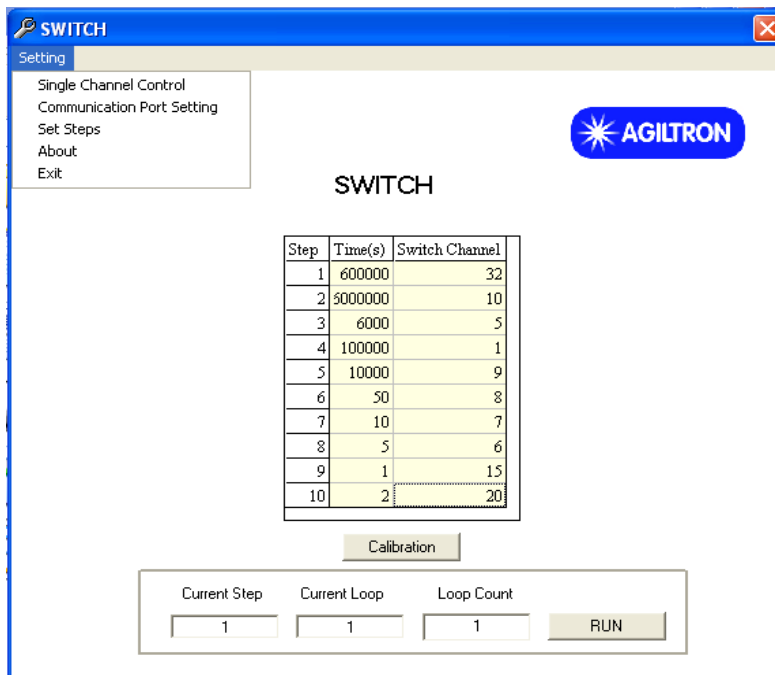 SWITCH
Setting
Single Channel Control
Communication Port Setting
Set Steps
About
Exit
AGILTRON
SWITCH
Step Time(s) Switch Channel
1 600000 32
2 6000000 10
3 6000 5
4 100000 1
5 10000 9
6 50 8
7 10 7
8 5 6
9 1 15
10 2 20
Calibration
Current Step Current Loop Loop Count
1 1 1 RUN